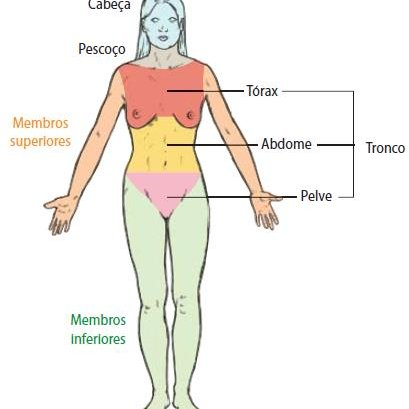 Cabeça
Pescoço
Tórax
Membros
superiores
Abdome
Tronco
Pelve
Membros
inferiores